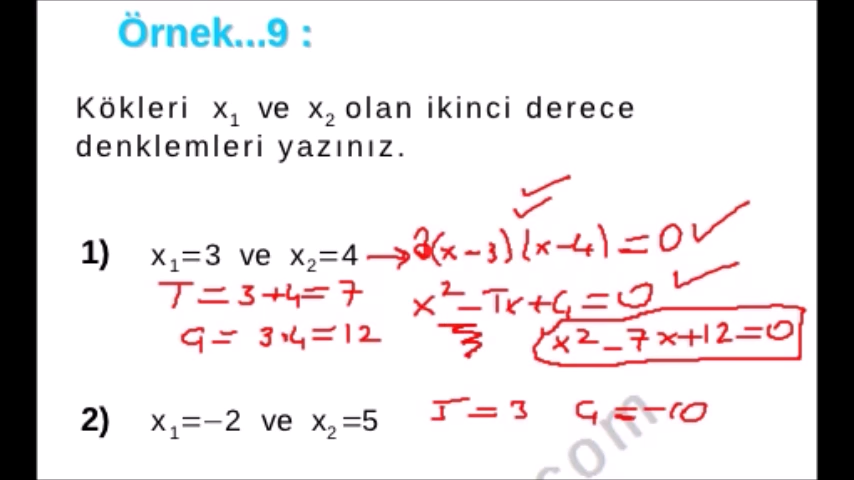 Örnek...9 :
Kökleri x₁ ve x₂ olan ikinci derece
denklemleri yazınız.
1) x₁=3 ve x₂=4 → (x-3)(x-4)=0
T=3+4=7 x²-Tx+Ç=0
Ç=3.4=12 x²-7x+12=0
2) x₁=-2 ve x₂=5 T=3 Ç=-10
.com